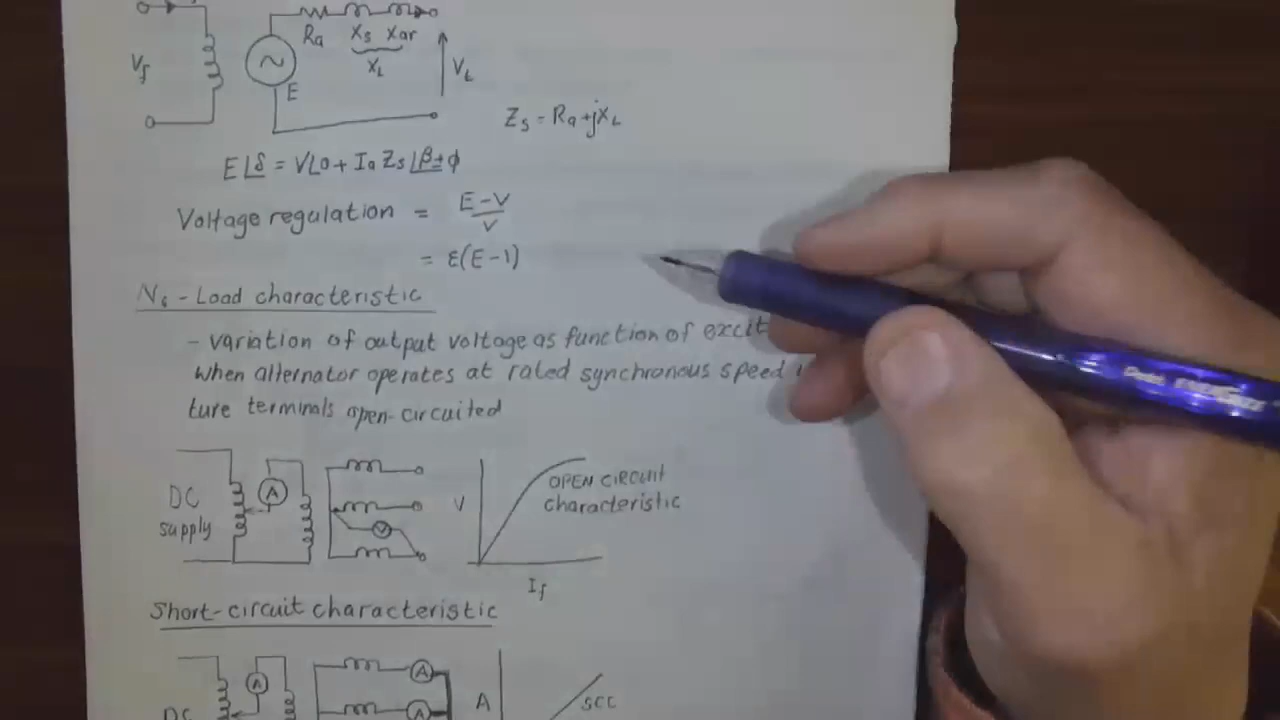 Ra Xs Xar
Vf XL VL
E
Zs = Ra+jXL
E∠δ = V∠0 + Ia Zs∠β±φ
Voltage regulation = E-V
V
= ε(E-1)
No - Load characteristic
- variation of output voltage as function of excit
when alternator operates at rated synchronous speed
ture terminals open-circuited
DC A
supply V
V OPEN CIRCUIT
characteristic
If
Short-circuit characteristic
A A A SCC
DC A